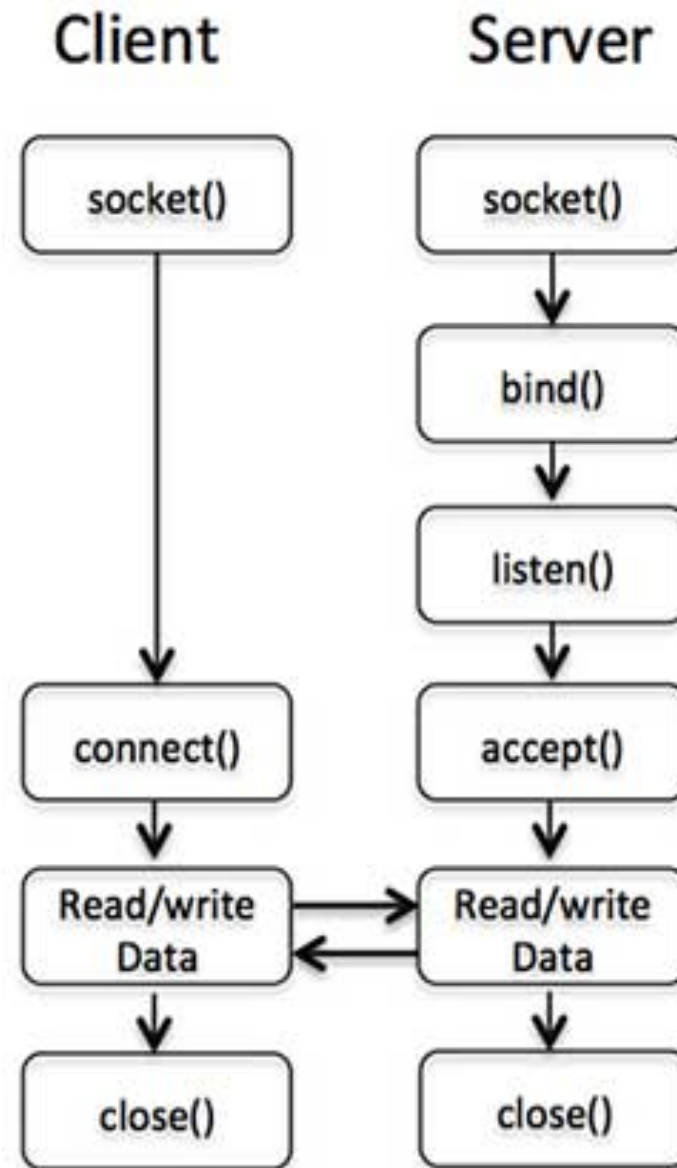 Client
Server
socket()
socket()
bind()
listen()
connect()
accept()
Read/write
Data
Read/write
Data
close()
close()